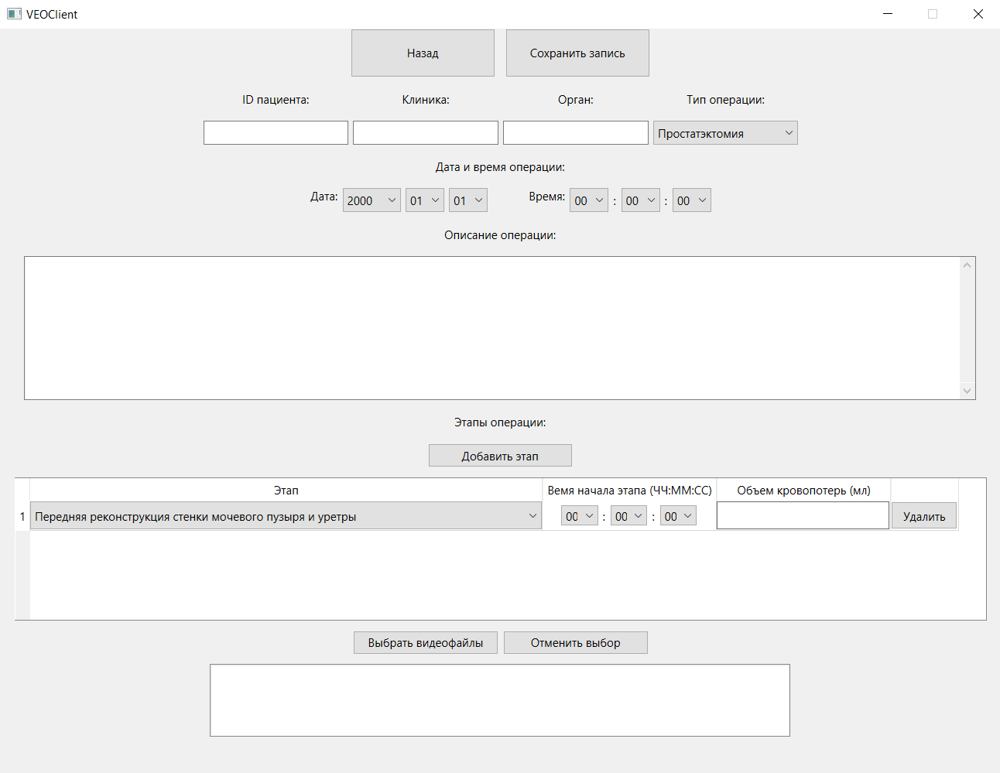 VEOClient
Назад Сохранить запись
ID пациента: Клиника: Орган: Тип операции:
Простатэктомия
Дата и время операции:
Дата: 2000 01 01 Время: 00 : 00 : 00
Описание операции:
Этапы операции:
Добавить этап
Этап Вемя начала этапа (ЧЧ:ММ:СС) Объем кровопотерь (мл)
1 Передняя реконструкция стенки мочевого пузыря и уретры 00 : 00 : 00 Удалить
Выбрать видеофайлы Отменить выбор